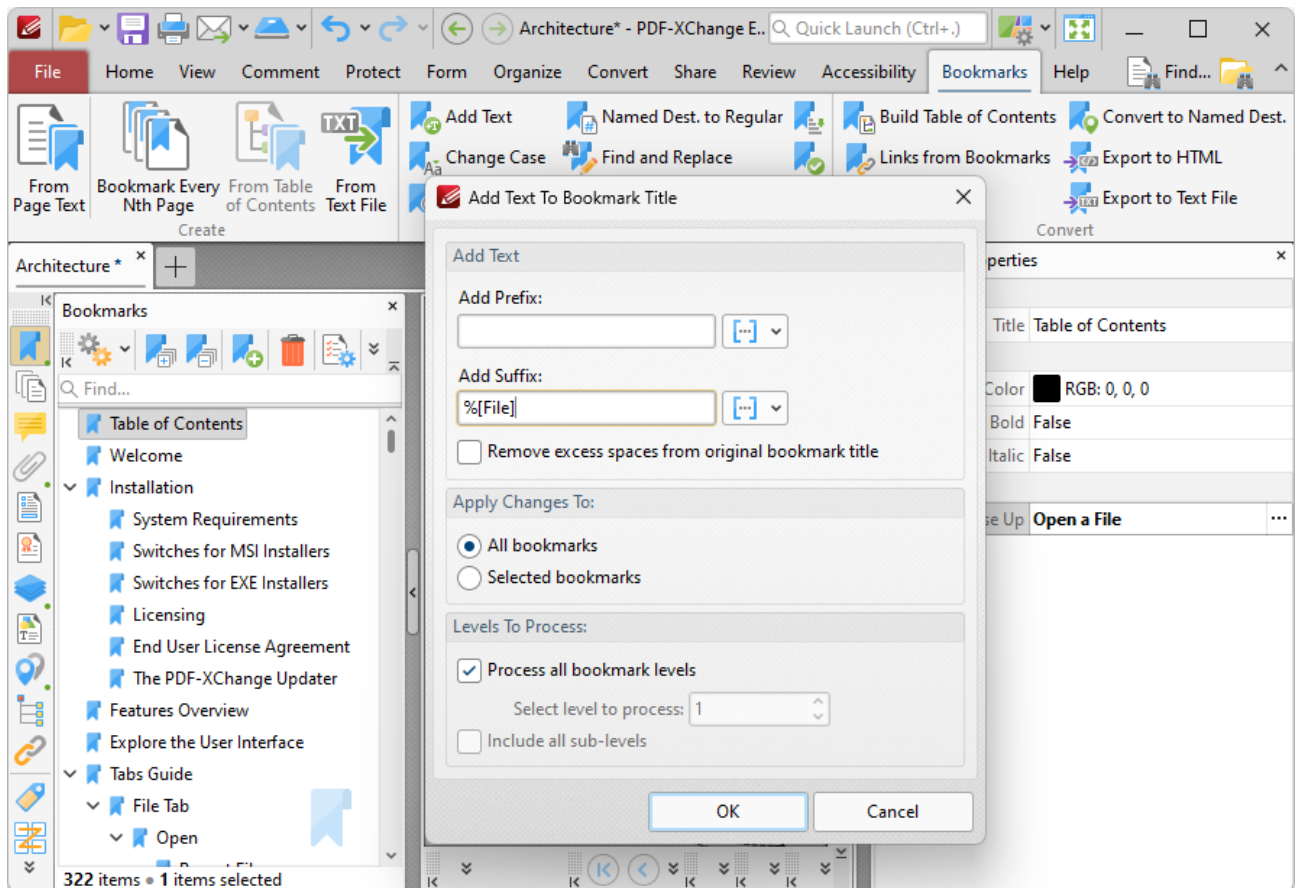 Architecture* - PDF-XChange E..
Quick Launch (Ctrl+.)
File Home View Comment Protect Form Organize Convert Share Review Accessibility Bookmarks Help Find...
From Page Text
Bookmark Every Nth Page
From Table of Contents
TXT
From Text File
Create
Add Text
Aä Change Case
Named Dest. to Regular
Find and Replace
Build Table of Contents
Links from Bookmarks
Convert to Named Dest.
Export to HTML
TXT Export to Text File
Convert
Architecture *
Bookmarks
Find...
Table of Contents
Welcome
Installation
System Requirements
Switches for MSI Installers
Switches for EXE Installers
Licensing
End User License Agreement
The PDF-XChange Updater
Features Overview
Explore the User Interface
Tabs Guide
File Tab
Open
322 items • 1 items selected
Add Text To Bookmark Title
Add Text
Add Prefix:
Add Suffix:
%[File]
Remove excess spaces from original bookmark title
Apply Changes To:
All bookmarks
Selected bookmarks
Levels To Process:
Process all bookmark levels
Select level to process: 1
Include all sub-levels
OK
Cancel
perties
Title Table of Contents
Color RGB: 0, 0, 0
Bold False
Italic False
se Up Open a File ...